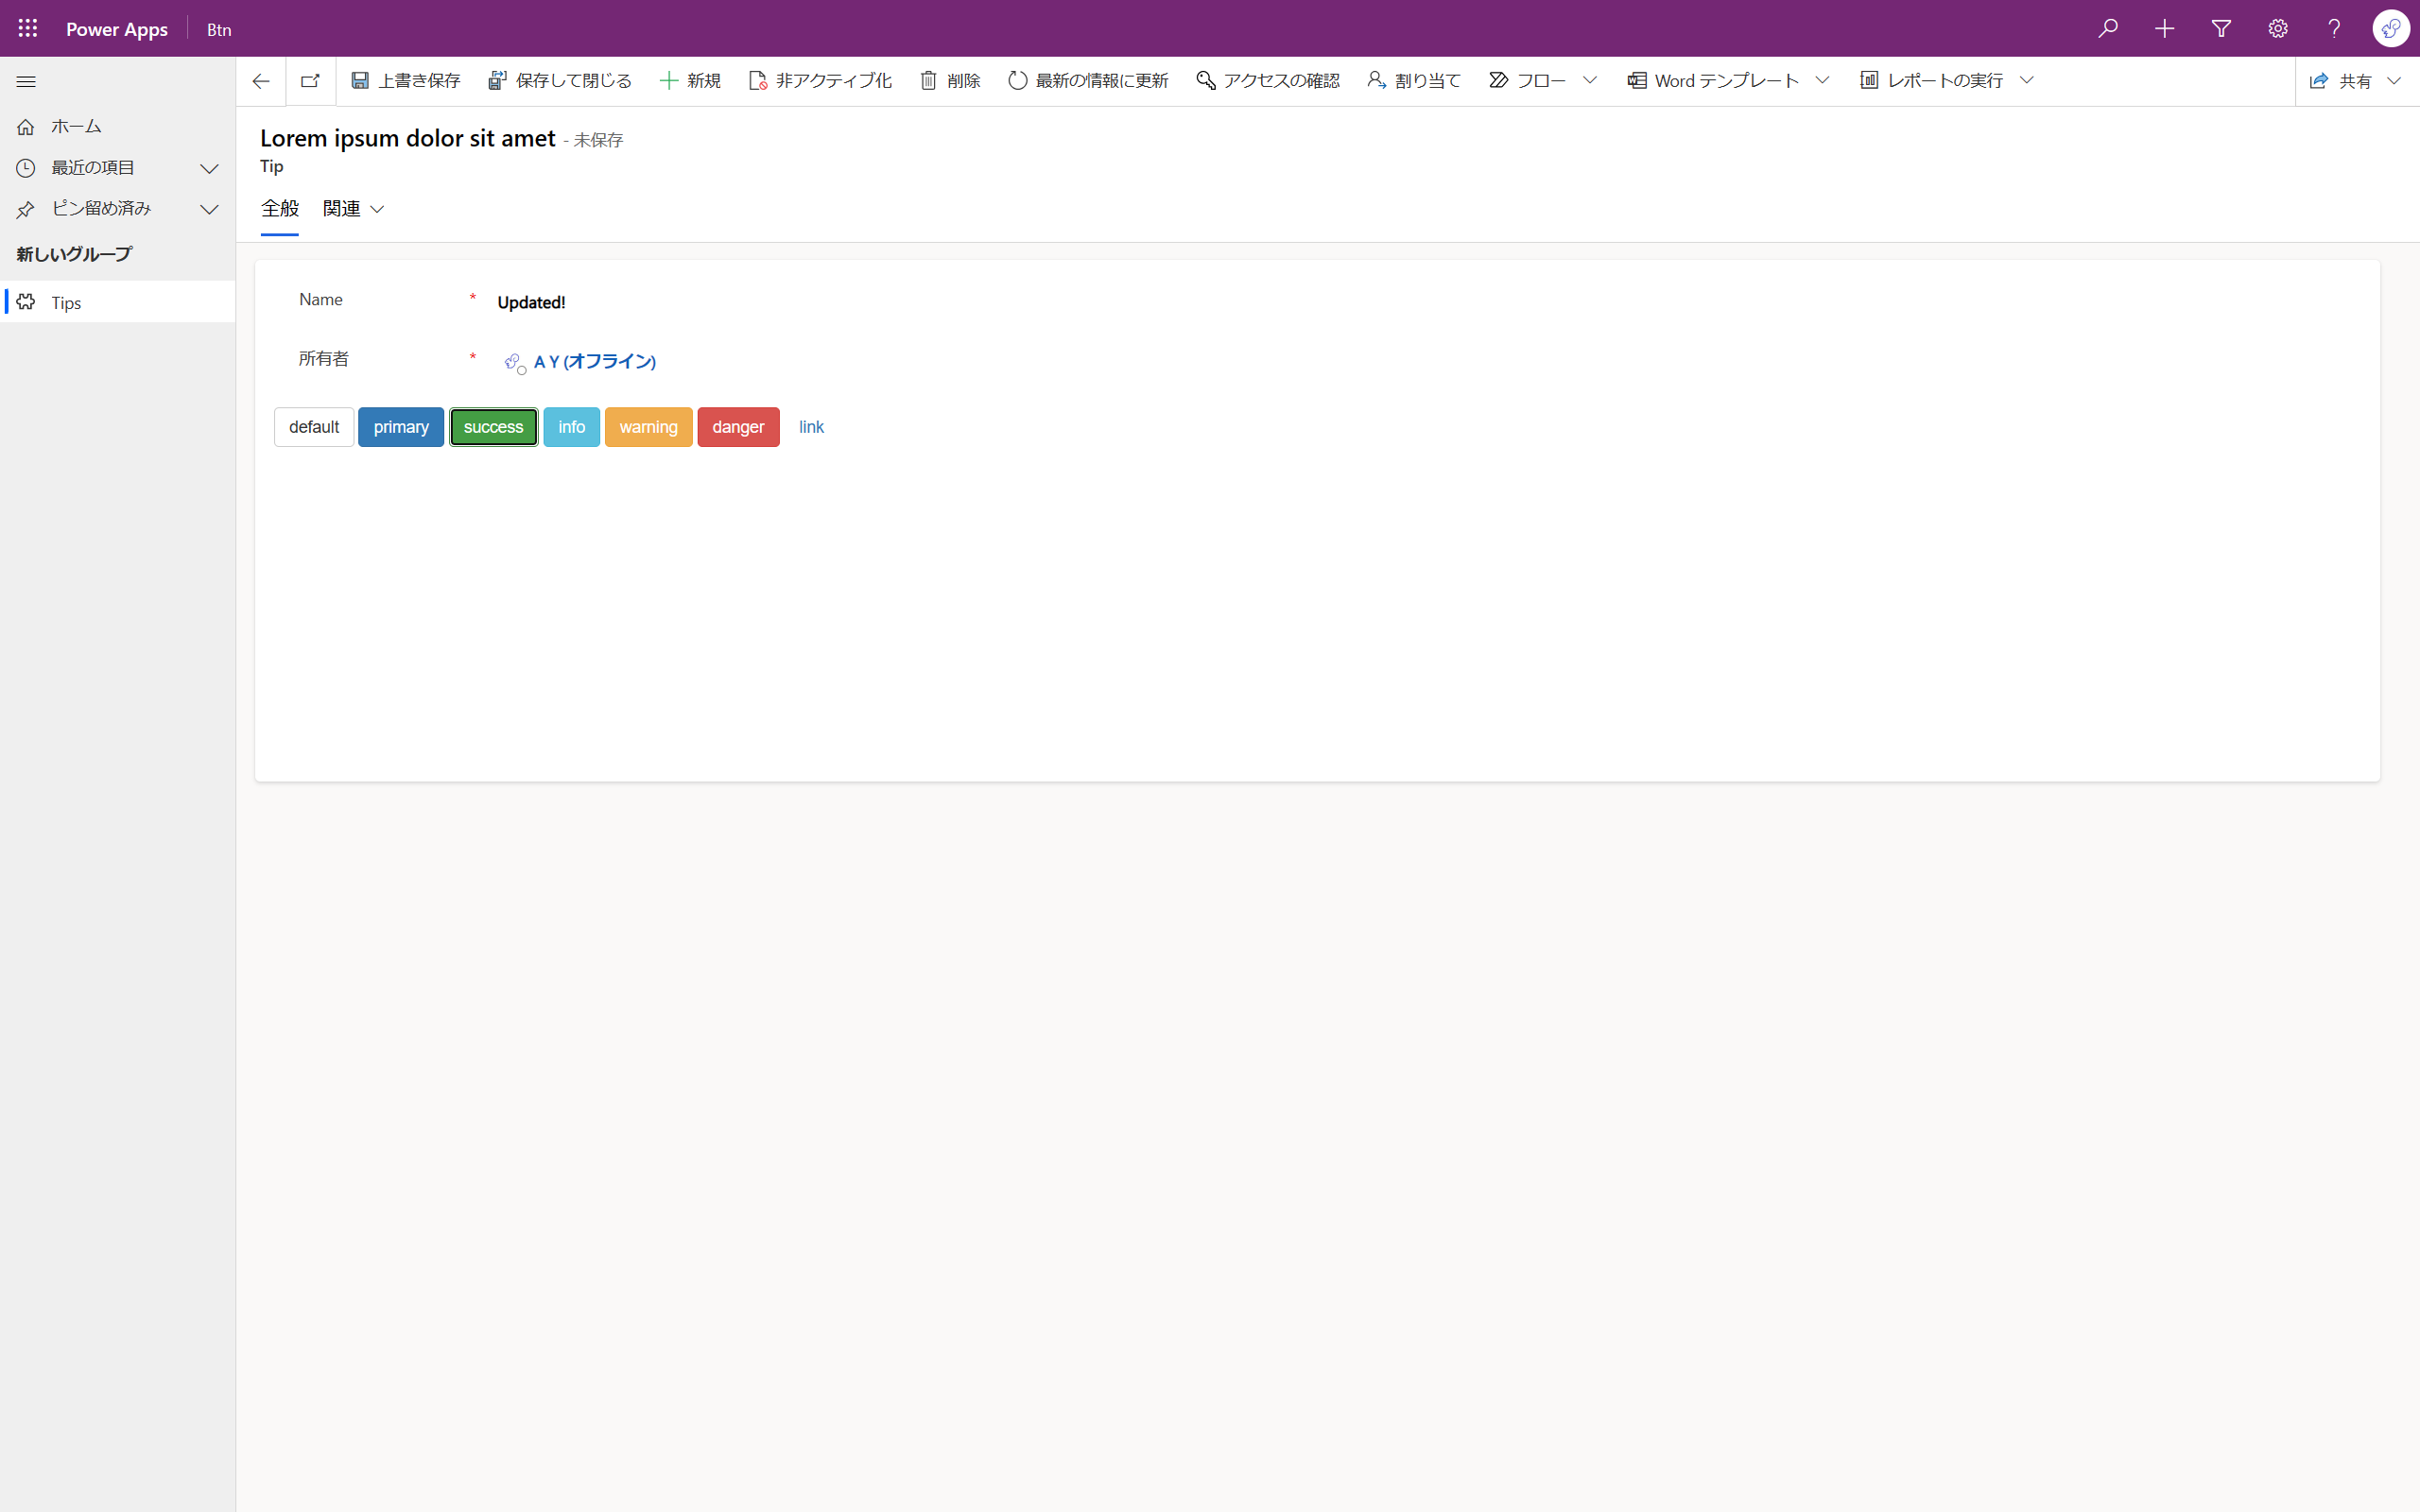 Power Apps Btn
上書き保存 保存して閉じる 新規 非アクティブ化 削除 最新の情報に更新 アクセスの確認 割り当て フロー Word テンプレート レポートの実行 共有
ホーム
最近の項目
ピン留め済み
新しいグループ
Tips
Lorem ipsum dolor sit amet - 未保存
Tip
全般 関連
Name * Updated!
所有者 * A Y (オフライン)
default primary success info warning danger link